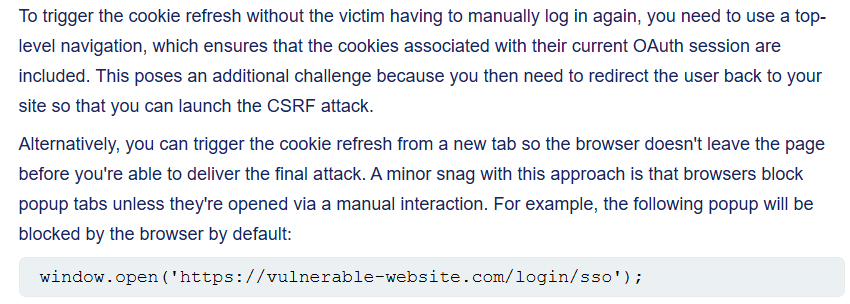 To trigger the cookie refresh without the victim having to manually log in again, you need to use a top-
level navigation, which ensures that the cookies associated with their current OAuth session are
included. This poses an additional challenge because you then need to redirect the user back to your
site so that you can launch the CSRF attack.
Alternatively, you can trigger the cookie refresh from a new tab so the browser doesn't leave the page
before you're able to deliver the final attack. A minor snag with this approach is that browsers block
popup tabs unless they're opened via a manual interaction. For example, the following popup will be
blocked by the browser by default:
window.open('https://vulnerable-website.com/login/sso');